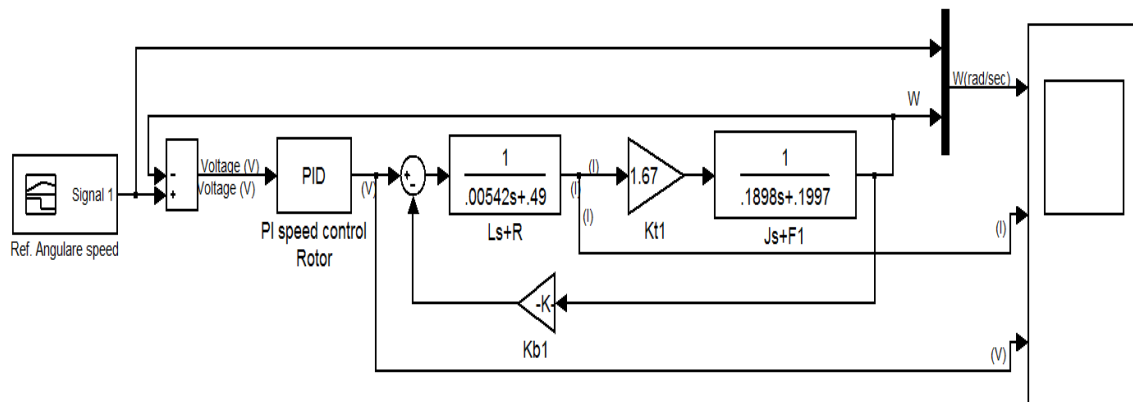 W(rad/sec)
W
Signal 1
Ref. Angulare speed
-
+
Voltage (V)
Voltage (V)
PID
PI speed control
Rotor
(V)
+
-
1
.00542s+.49
Ls+R
(I)
(I)
(I)
1.67
Kt1
1
.1898s+.1997
Js+F1
-K-
Kb1
(I)
(V)